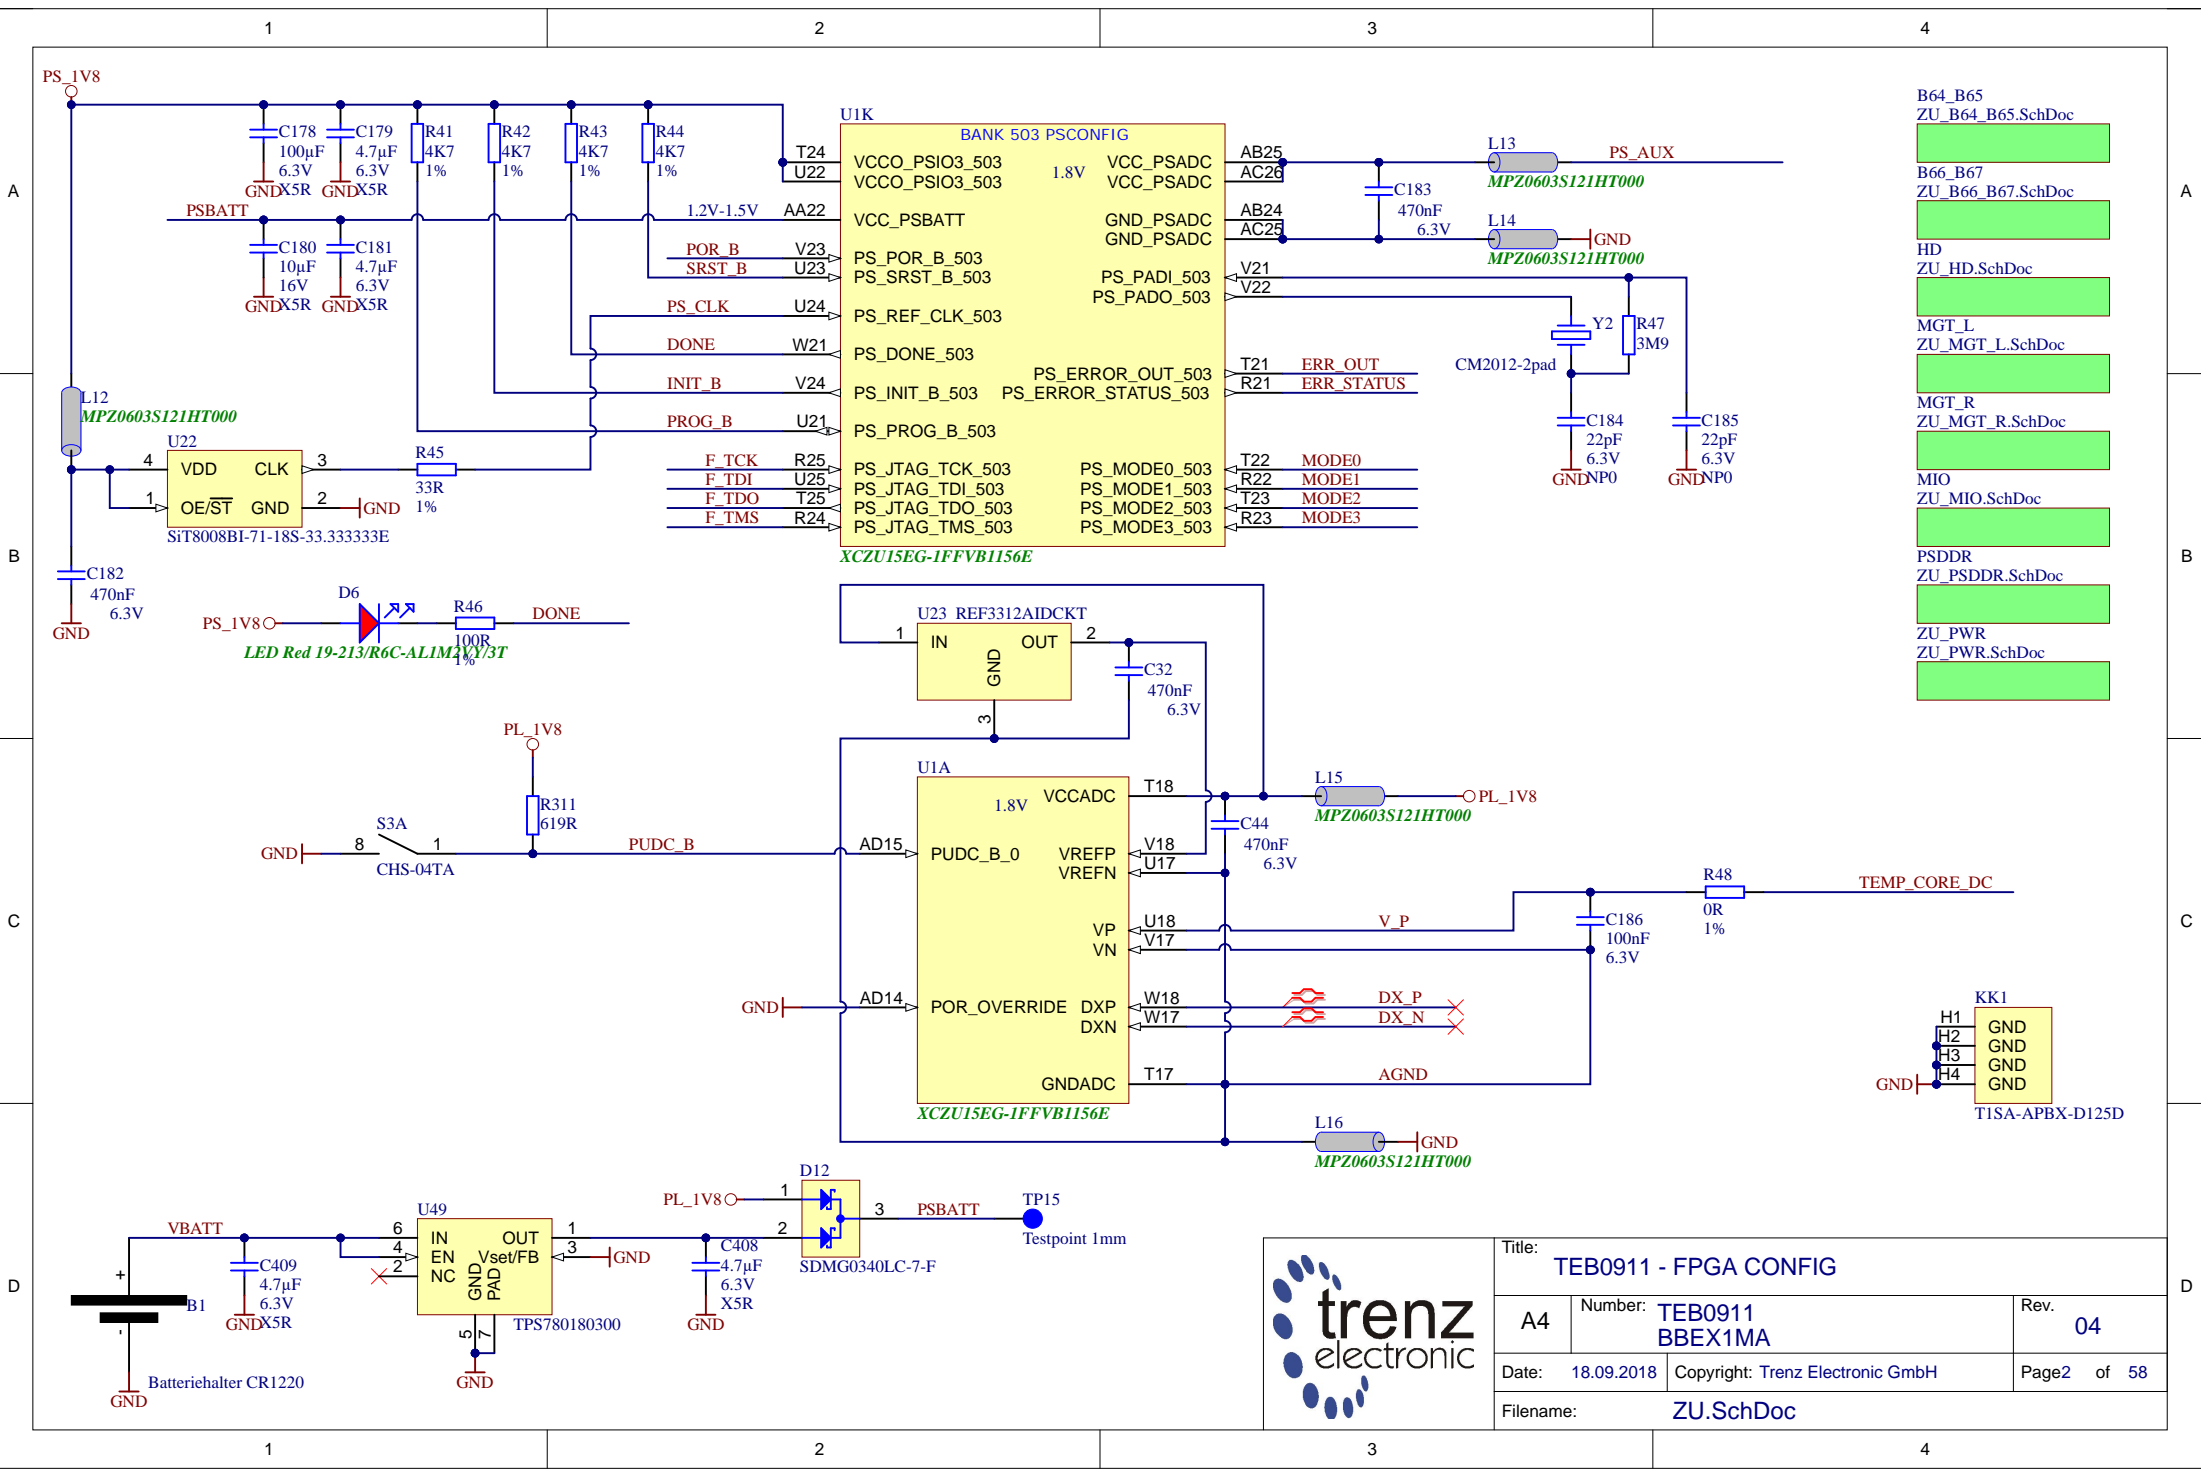 1
2
3
4
A
B
C
D
A
B
C
D
1
2
3
4
PS_1V8
C178
100µF
6.3V
X5R
GND
C179
4.7µF
6.3V
X5R
GND
R41
4K7
1%
R42
4K7
1%
R43
4K7
1%
R44
4K7
1%
PSBATT
1.2V-1.5V
C180
10µF
16V
X5R
GND
C181
4.7µF
6.3V
X5R
GND
POR_B
SRST_B
PS_CLK
DONE
INIT_B
PROG_B
F_TCK
F_TDI
F_TDO
F_TMS
U1K
BANK 503 PSCONFIG
1.8V
T24 VCCO_PSIO3_503
U22 VCCO_PSIO3_503
AA22 VCC_PSBATT
V23 PS_POR_B_503
U23 PS_SRST_B_503
U24 PS_REF_CLK_503
W21 PS_DONE_503
V24 PS_INIT_B_503
U21 PS_PROG_B_503
R25 PS_JTAG_TCK_503
U25 PS_JTAG_TDI_503
T25 PS_JTAG_TDO_503
R24 PS_JTAG_TMS_503
VCC_PSADC AB25
VCC_PSADC AC26
GND_PSADC AB24
GND_PSADC AC25
PS_PADI_503 V21
PS_PADO_503 V22
PS_ERROR_OUT_503 T21 ERR_OUT
PS_ERROR_STATUS_503 R21 ERR_STATUS
PS_MODE0_503 T22 MODE0
PS_MODE1_503 R22 MODE1
PS_MODE2_503 T23 MODE2
PS_MODE3_503 R23 MODE3
XCZU15EG-1FFVB1156E
C183
470nF
6.3V
L13
PS_AUX
MPZ0603S121HT000
L14
GND
MPZ0603S121HT000
Y2
CM2012-2pad
R47
3M9
C184
22pF
6.3V
NP0
GND
C185
22pF
6.3V
NP0
GND
B64_B65
ZU_B64_B65.SchDoc
B66_B67
ZU_B66_B67.SchDoc
HD
ZU_HD.SchDoc
MGT_L
ZU_MGT_L.SchDoc
MGT_R
ZU_MGT_R.SchDoc
MIO
ZU_MIO.SchDoc
PSDDR
ZU_PSDDR.SchDoc
ZU_PWR
ZU_PWR.SchDoc
L12
MPZ0603S121HT000
U22
4 VDD CLK 3
1 OE/ST GND 2 GND
SiT8008BI-71-18S-33.333333E
R45
33R
1%
C182
470nF
6.3V
GND
PS_1V8
D6
R46
100R
1%
DONE
LED Red 19-213/R6C-AL1M2VY/3T
U23 REF3312AIDCKT
1 IN OUT 2
GND
3
C32
470nF
6.3V
PL_1V8
R311
619R
S3A
GND 8 1
CHS-04TA
PUDC_B
U1A
1.8V
AD15 PUDC_B_0
GND AD14 POR_OVERRIDE
VCCADC T18
VREFP V18
VREFN U17
VP U18 V_P
VN V17
DXP W18 DX_P
DXN W17 DX_N
GNDADC T17 AGND
XCZU15EG-1FFVB1156E
L15
PL_1V8
MPZ0603S121HT000
C44
470nF
6.3V
C186
100nF
6.3V
R48
0R
1%
TEMP_CORE_DC
L16
GND
MPZ0603S121HT000
KK1
H1 GND
H2 GND
H3 GND
GND H4 GND
T1SA-APBX-D125D
VBATT
+
-
B1
GND
Batteriehalter CR1220
C409
4.7µF
6.3V
X5R
GND
U49
6 IN OUT 1
4 EN Vset/FB 3 GND
2 NC
GND
PAD
5
7
GND
TPS780180300
C408
4.7µF
6.3V
X5R
GND
D12
PL_1V8 1
2
3 PSBATT
SDMG0340LC-7-F
TP15
Testpoint 1mm
trenz
electronic
Title:
TEB0911 - FPGA CONFIG
A4
Number: TEB0911
BBEX1MA
Rev.
04
Date: 18.09.2018
Copyright: Trenz Electronic GmbH
Page2 of 58
Filename: ZU.SchDoc